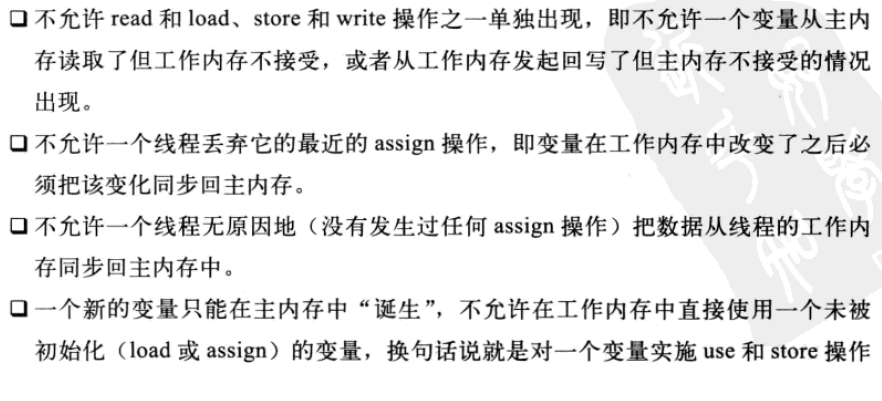 ❑ 不允许 read 和 load、store 和 write 操作之一单独出现，即不允许一个变量从主内
存读取了但工作内存不接受，或者从工作内存发起回写了但主内存不接受的情况
出现。
❑ 不允许一个线程丢弃它的最近的 assign 操作，即变量在工作内存中改变了之后必
须把该变化同步回主内存。
❑ 不允许一个线程无原因地（没有发生过任何 assign 操作）把数据从线程的工作内
存同步回主内存中。
❑ 一个新的变量只能在主内存中“诞生”，不允许在工作内存中直接使用一个未被
初始化（load 或 assign）的变量，换句话说就是对一个变量实施 use 和 store 操作